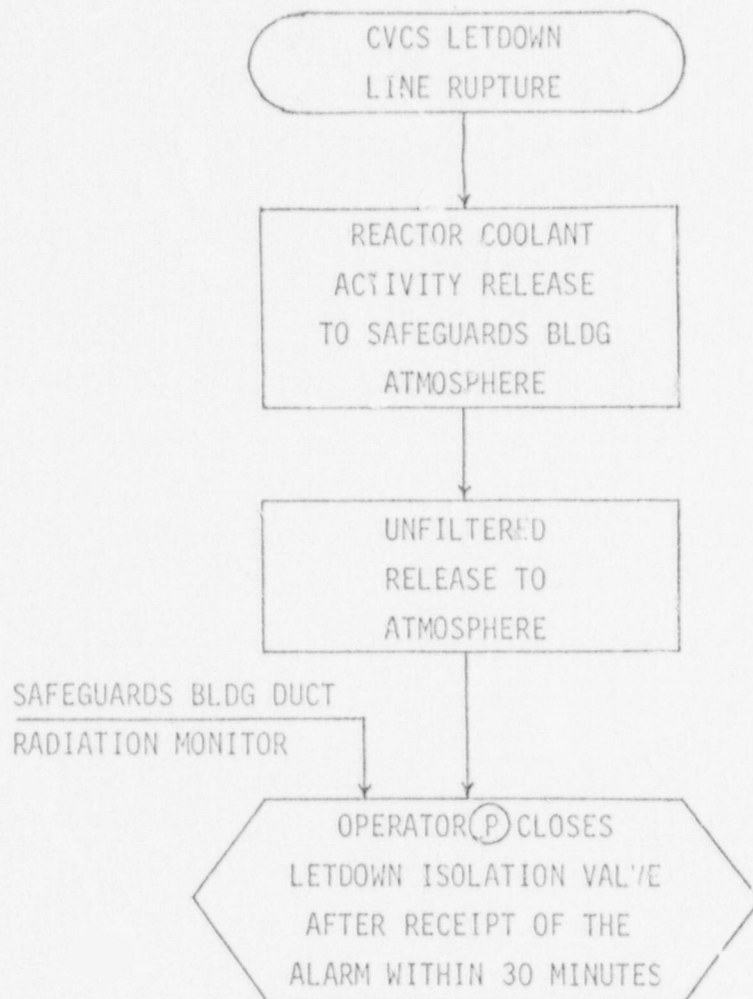 CVCS LETDOWN
LINE RUPTURE
REACTOR COOLANT
ACTIVITY RELEASE
TO SAFEGUARDS BLDG
ATMOSPHERE
UNFILTERED
RELEASE TO
ATMOSPHERE
SAFEGUARDS BLDG DUCT
RADIATION MONITOR
OPERATOR P CLOSES
LETDOWN ISOLATION VALVE
AFTER RECEIPT OF THE
ALARM WITHIN 30 MINUTES